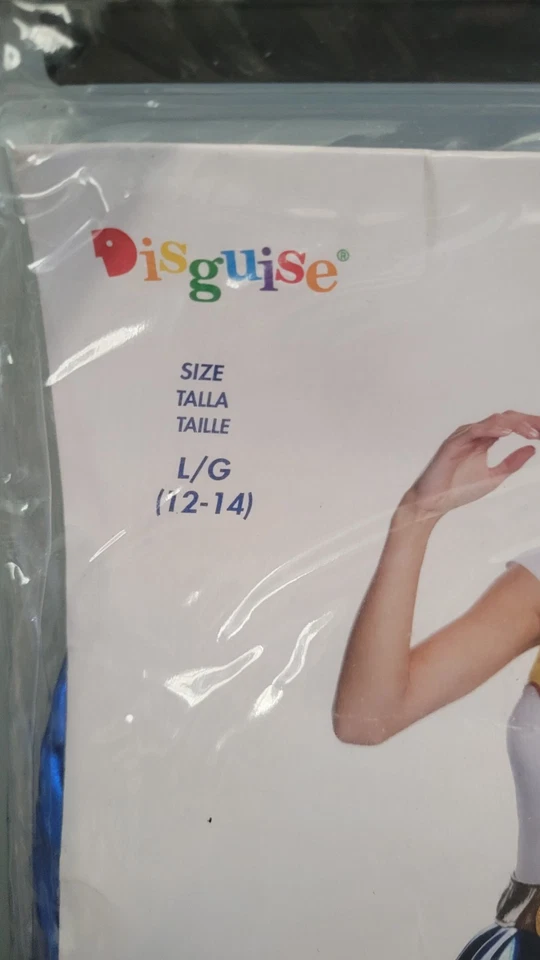 Disguise®
SIZE
TALLA
TAILLE
L/G
(12-14)